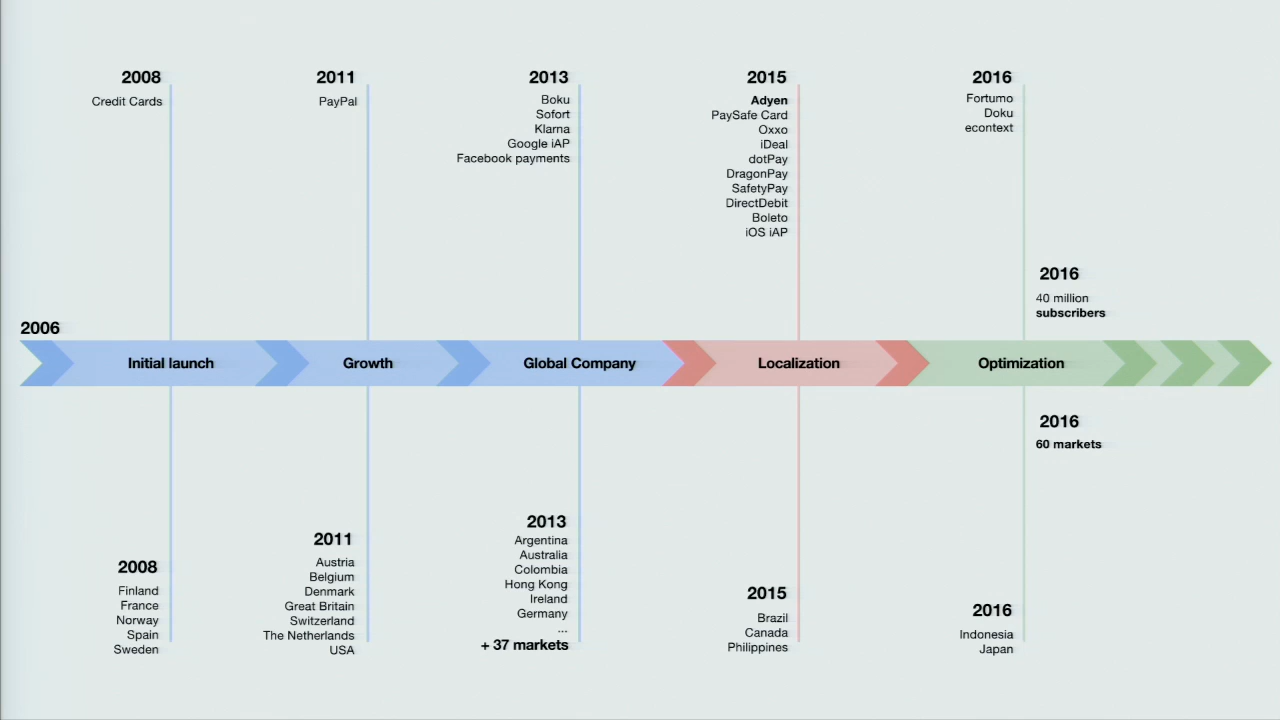 2008
Credit Cards
2011
PayPal
2013
Boku
Sofort
Klarna
Google iAP
Facebook payments
2015
Adyen
PaySafe Card
Oxxo
iDeal
dotPay
DragonPay
SafetyPay
DirectDebit
Boleto
iOS iAP
2016
Fortumo
Doku
econtext
2016
40 million
subscribers
2006
Initial launch
Growth
Global Company
Localization
Optimization
2016
60 markets
2008
Finland
France
Norway
Spain
Sweden
2011
Austria
Belgium
Denmark
Great Britain
Switzerland
The Netherlands
USA
2013
Argentina
Australia
Colombia
Hong Kong
Ireland
Germany
...
+ 37 markets
2015
Brazil
Canada
Philippines
2016
Indonesia
Japan